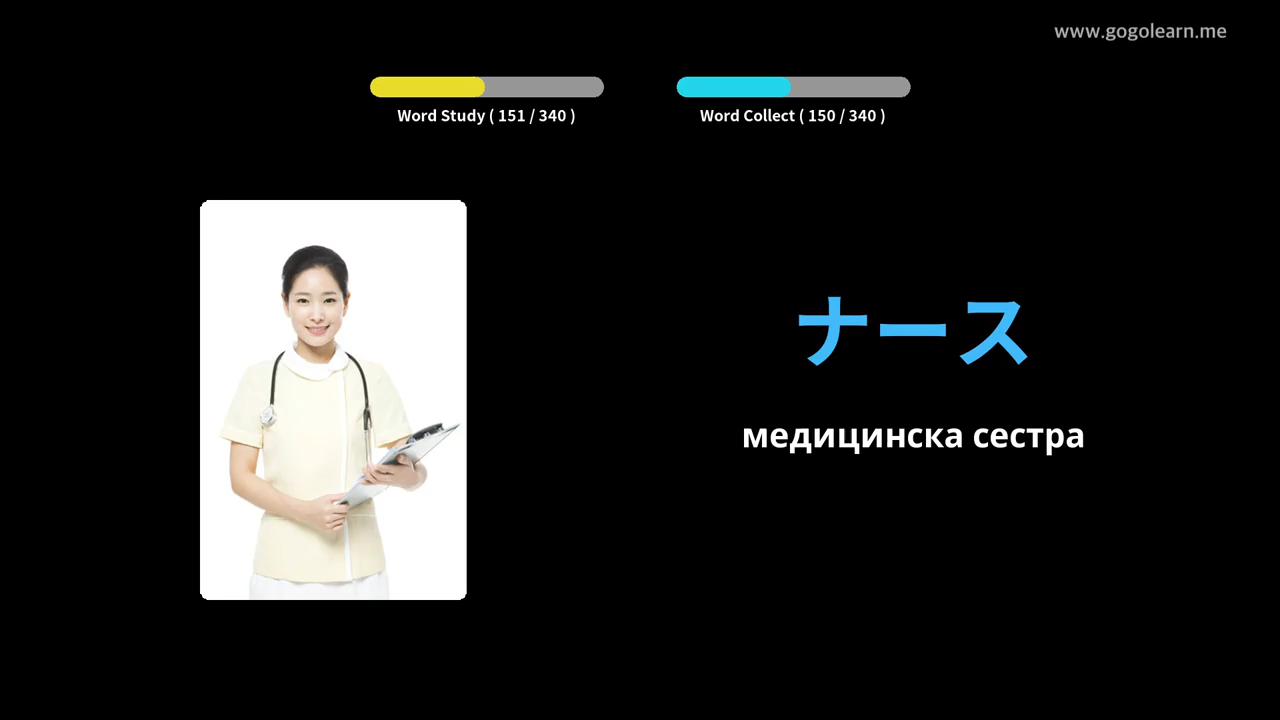 www.gogolearn.me
Word Study ( 151 / 340 )
Word Collect ( 150 / 340 )
ナース
медицинска сестра